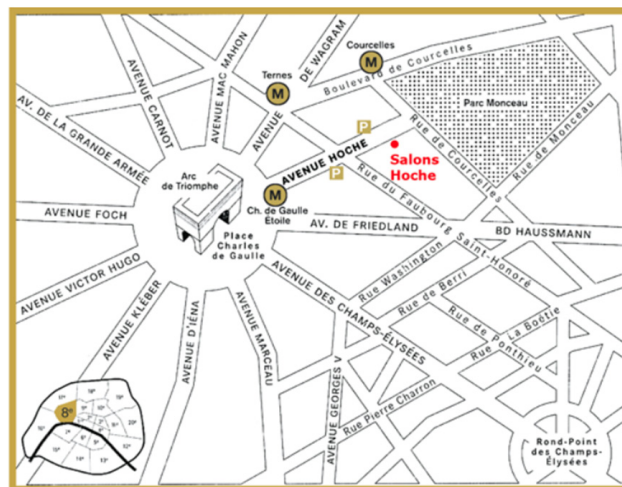 Courcelles
M
Ternes
M
DE WAGRAM
AVENUE
Boulevard de Courcelles
Parc Monceau
AVENUE MAC MAHON
AVENUE CARNOT
AV. DE LA GRANDE ARMÉE
P
AVENUE HOCHE
P
Salons
Hoche
Rue de Courcelles
Rue de Monceau
Arc
de Triomphe
M
Ch. de Gaulle
Étoile
Place
Charles
de Gaulle
AVENUE FOCH
AV. DE FRIEDLAND
BD HAUSSMANN
Rue du Faubourg Saint-Honoré
AVENUE VICTOR HUGO
AVENUE KLÉBER
AVENUE D'IÉNA
AVENUE MARCEAU
AVENUE DES CHAMPS-ÉLYSÉES
Rue Washington
Rue de Berri
Rue de Ponthieu
Rue La Boétie
AVENUE GEORGES V
Rue Pierre Charron
Rond-Point
des Champs-
Élysées
8e